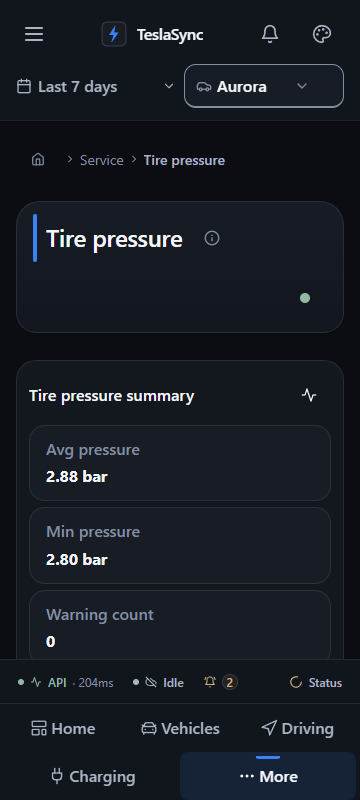 TeslaSync
Last 7 days
Aurora
Service
Tire pressure
Tire pressure
Tire pressure summary
Avg pressure
2.88 bar
Min pressure
2.80 bar
Warning count
0
API · 204ms
Idle
2
Status
Home
Vehicles
Driving
Charging
More